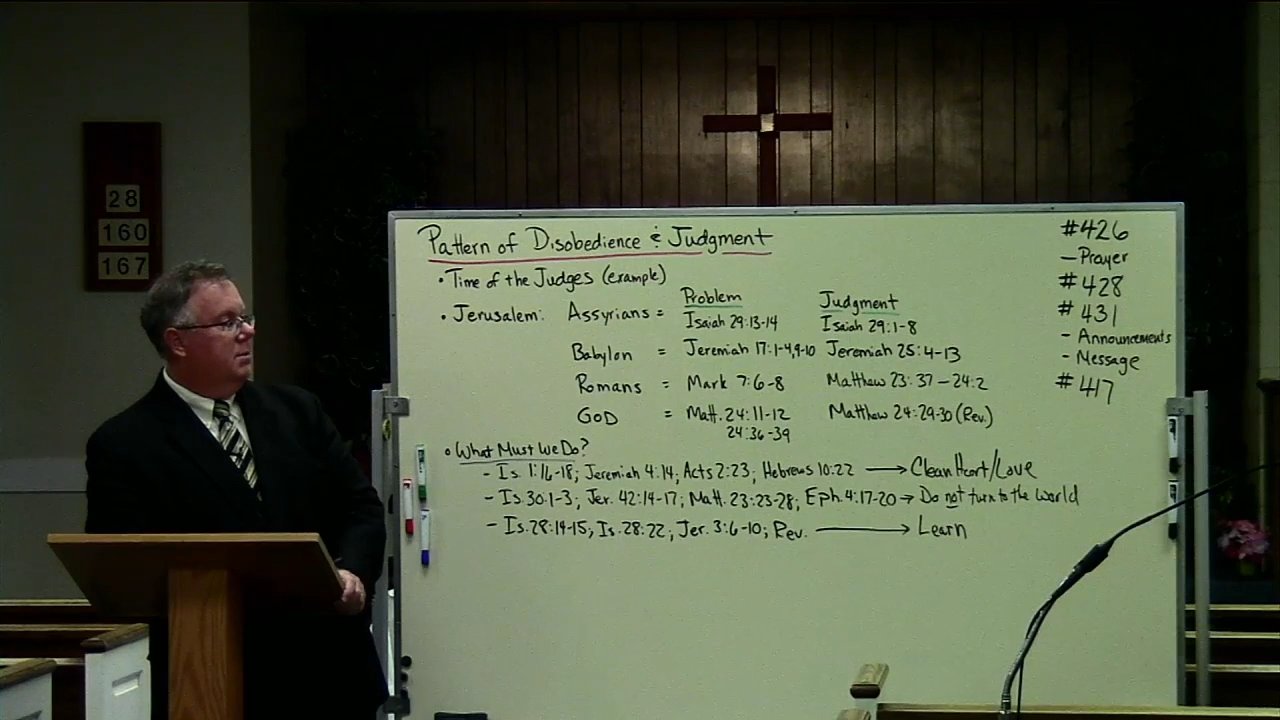 28
160
167
Pattern of Disobedience & Judgment
• Time of the Judges (example)
Problem Judgment
• Jerusalem: Assyrians = Isaiah 29:13-14 Isaiah 29:1-8
Babylon = Jeremiah 17:1-4,9-10 Jeremiah 25:4-13
Romans = Mark 7:6-8 Matthew 23:37-24:2
GOD = Matt. 24:11-12 Matthew 24:29-30 (Rev.)
24:36-39
• What Must We Do?
- Is. 1:16-18; Jeremiah 4:14; Acts 2:23; Hebrews 10:22 → Clean Heart/Love
- Is. 30:1-3; Jer. 42:14-17; Matt. 23:23-28; Eph. 4:17-20 → Do not turn to the World
- Is. 28:14-15; Is. 28:22; Jer. 3:6-10; Rev. → Learn
#426
- Prayer
#428
#431
- Announcements
- Message
#417